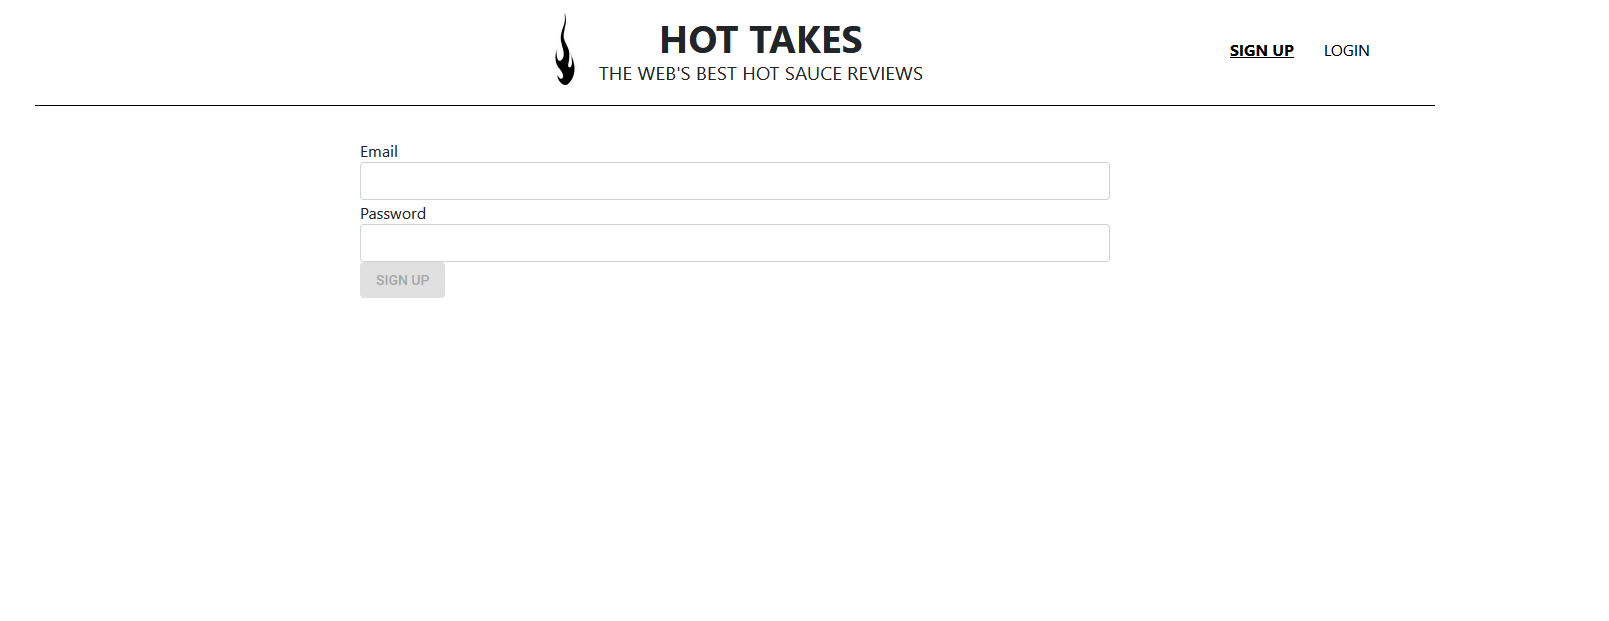 HOT TAKES
THE WEB'S BEST HOT SAUCE REVIEWS
SIGN UP
LOGIN
Email
Password
SIGN UP